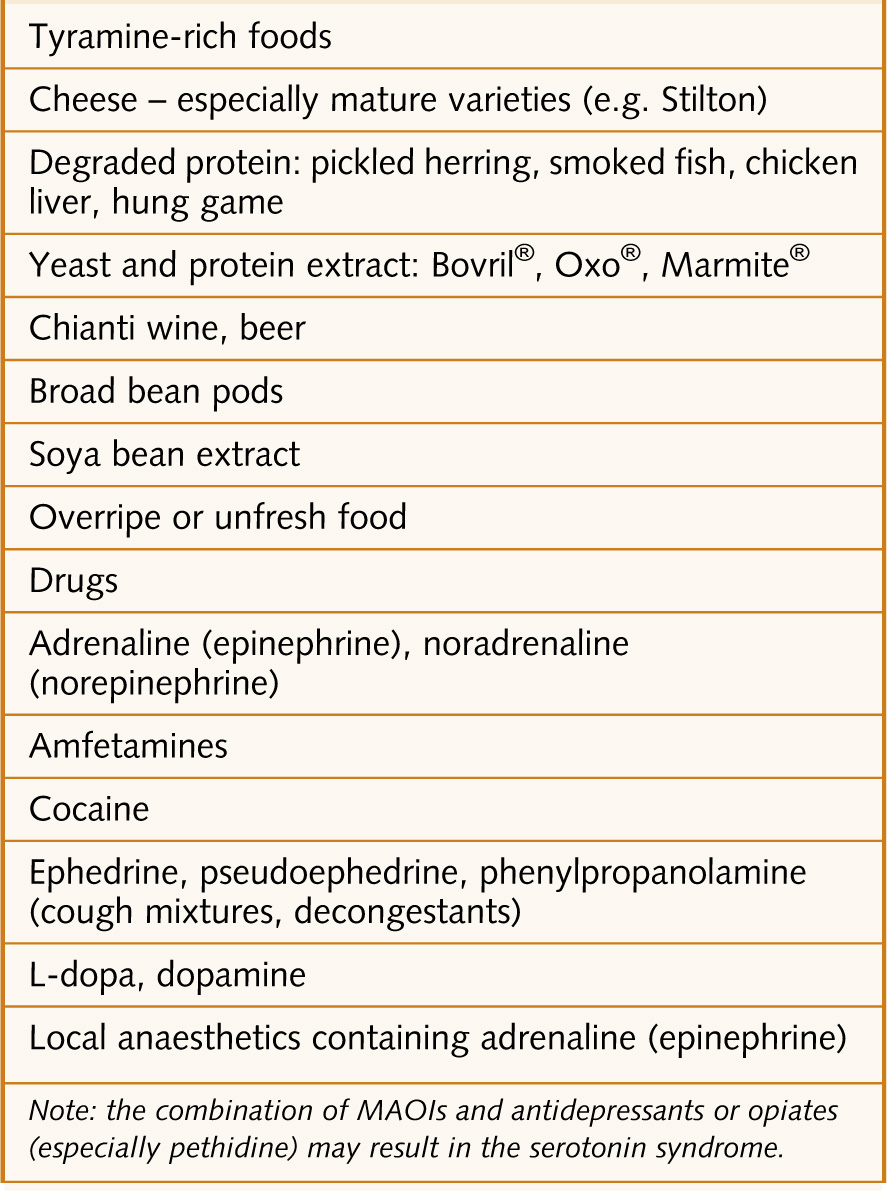 Tyramine-rich foods
Cheese – especially mature varieties (e.g. Stilton)
Degraded protein: pickled herring, smoked fish, chicken
liver, hung game
Yeast and protein extract: Bovril®, Oxo®, Marmite®
Chianti wine, beer
Broad bean pods
Soya bean extract
Overripe or unfresh food
Drugs
Adrenaline (epinephrine), noradrenaline
(norepinephrine)
Amfetamines
Cocaine
Ephedrine, pseudoephedrine, phenylpropanolamine
(cough mixtures, decongestants)
L-dopa, dopamine
Local anaesthetics containing adrenaline (epinephrine)
Note: the combination of MAOIs and antidepressants or opiates
(especially pethidine) may result in the serotonin syndrome.